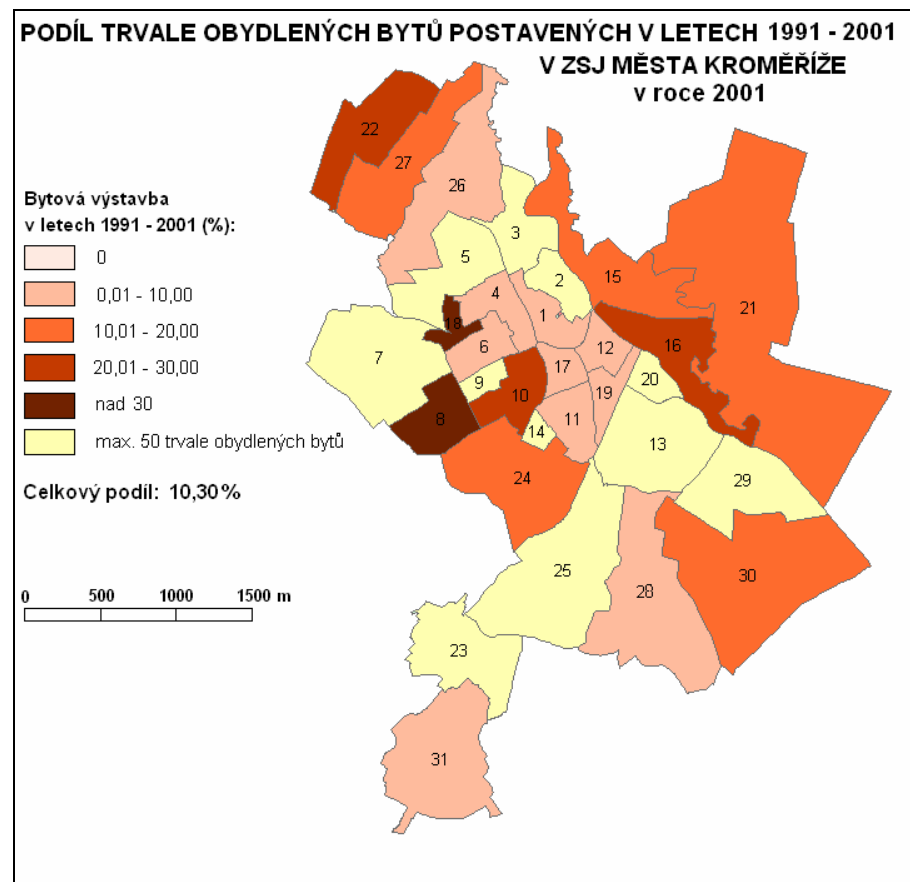 PODÍL TRVALE OBYDLENÝCH BYTŮ POSTAVENÝCH V LETECH 1991 - 2001
V ZSJ MĚSTA KROMĚŘÍŽE
v roce 2001
Bytová výstavba
v letech 1991 - 2001 (%):
0
0,01 - 10,00
10,01 - 20,00
20,01 - 30,00
nad 30
max. 50 trvale obydlených bytů
Celkový podíl: 10,30%
0 500 1000 1500 m
22
27
26
3
5
2
15
21
4
1
18
16
12
6
7
17
20
9
10
19
8
11
14
13
24
29
25
30
28
23
31